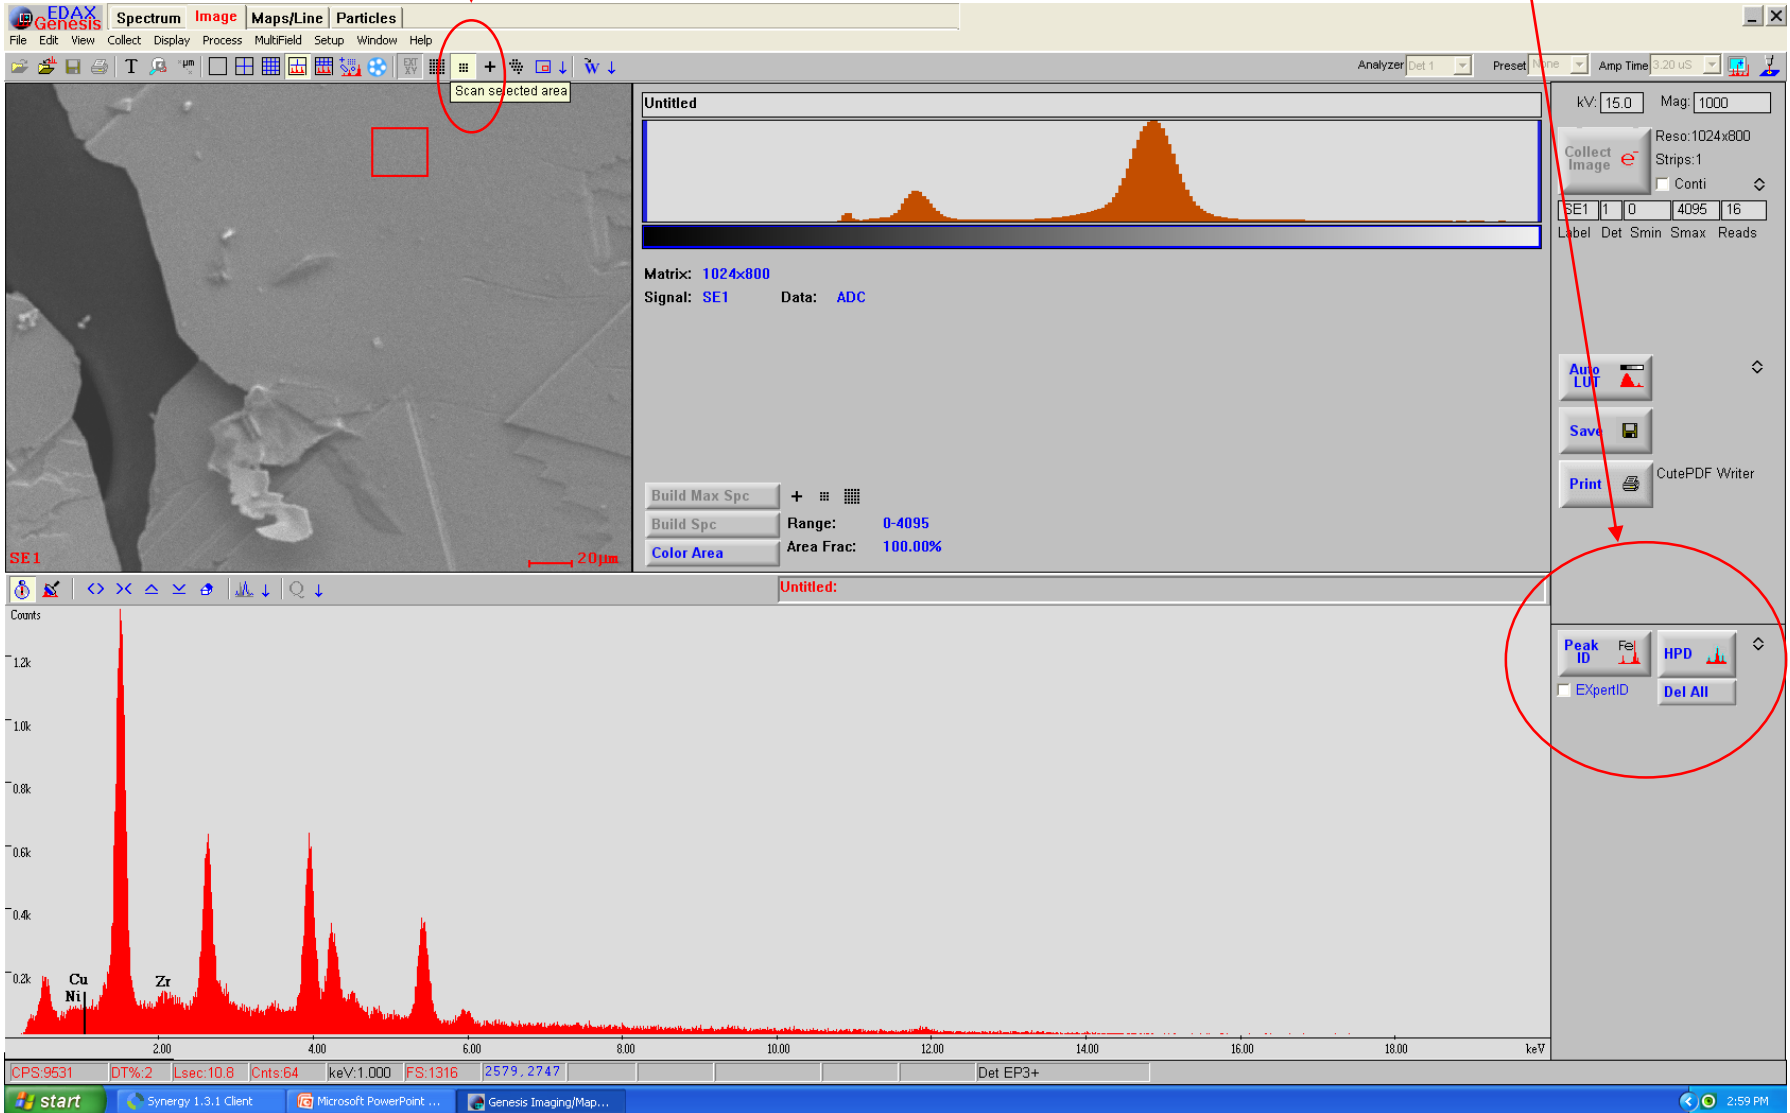 EDAX
Genesis
Spectrum Image Maps/Line Particles
File Edit View Collect Display Process MultiField Setup Window Help
T "µm EXT XY W
Analyzer Det 1 Preset None Amp Time 3.20 uS
Scan selected area
Untitled
kV: 15.0 Mag: 1000
Collect Image e-
Reso:1024x800
Strips:1
Conti
SE1 1 0 4095 16
Label Det Smin Smax Reads
Matrix: 1024x800
Signal: SE1 Data: ADC
Auto LUT
Save
Print CutePDF Writer
Build Max Spc
Build Spc Range: 0-4095
Color Area Area Frac: 100.00%
SE1 20µm
Q
Untitled:
Counts
1.2k
1.0k
0.8k
0.6k
0.4k
0.2k
Cu
Ni
Zr
2.00 4.00 6.00 8.00 10.00 12.00 14.00 16.00 18.00 keV
Peak ID Fe HPD
EXpertID Del All
CPS:9531 DT%:2 Lsec:10.8 Cnts:64 keV:1.000 FS:1316 2579, 2747 Det EP3+
start Synergy 1.3.1 Client Microsoft PowerPoint ... Genesis Imaging/Map... 2:59 PM